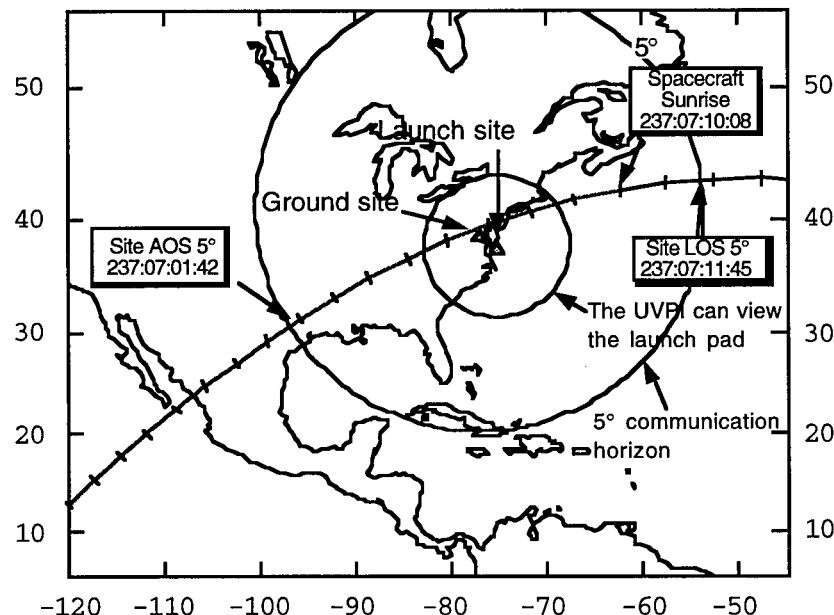 5°
Spacecraft
Sunrise
237:07:10:08
50
50
Launch site
Ground site
40
40
Site AOS 5°
237:07:01:42
Site LOS 5°
237:07:11:45
The UVPI can view
the launch pad
30
30
5° communication
horizon
20
20
10
10
-120 -110 -100 -90 -80 -70 -60 -50